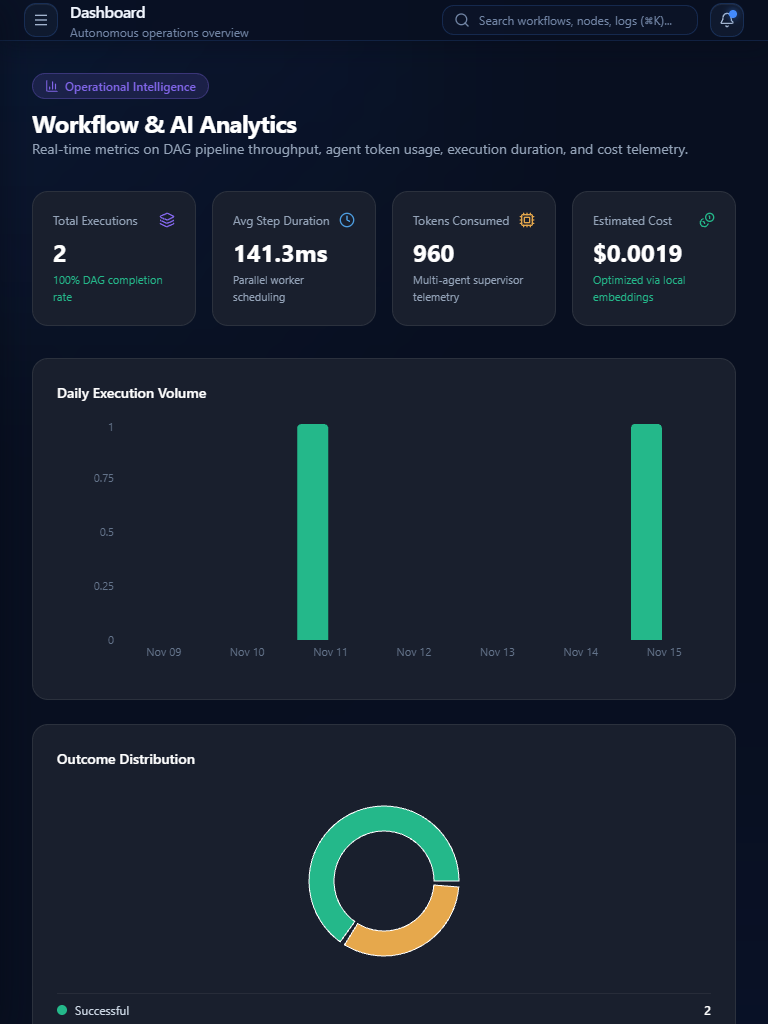 Dashboard
Autonomous operations overview
Search workflows, nodes, logs (⌘K)...
Operational Intelligence
Workflow & AI Analytics
Real-time metrics on DAG pipeline throughput, agent token usage, execution duration, and cost telemetry.
Total Executions
2
100% DAG completion
rate
Avg Step Duration
141.3ms
Parallel worker
scheduling
Tokens Consumed
960
Multi-agent supervisor
telemetry
Estimated Cost
$0.0019
Optimized via local
embeddings
Daily Execution Volume
1
0.75
0.5
0.25
0
Nov 09 Nov 10 Nov 11 Nov 12 Nov 13 Nov 14 Nov 15
Outcome Distribution
Successful 2